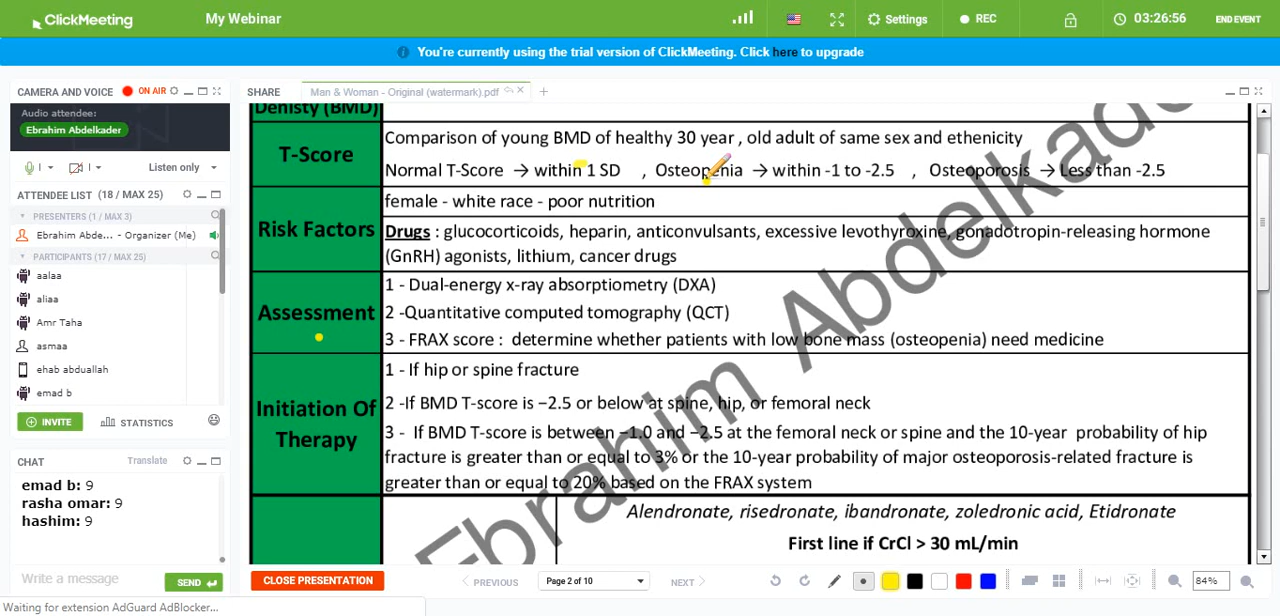 ClickMeeting
My Webinar
Settings
REC
03:26:56
END EVENT
You're currently using the trial version of ClickMeeting. Click here to upgrade
CAMERA AND VOICE
ON AIR
Audio attendee:
Ebrahim Abdelkader
Listen only
ATTENDEE LIST (18 / MAX 25)
PRESENTERS (1 / MAX 3)
Ebrahim Abde... - Organizer (Me)
PARTICIPANTS (17 / MAX 25)
aalaa
aliaa
Amr Taha
asmaa
ehab abduallah
emad b
INVITE
STATISTICS
CHAT
Translate
emad b: 9
rasha omar: 9
hashim: 9
Write a message
SEND
Waiting for extension AdGuard AdBlocker...
SHARE
Man & Woman - Original (watermark).pdf
Denisty (BMD)
T-Score
Comparison of young BMD of healthy 30 year , old adult of same sex and ethenicity
Normal T-Score → within 1 SD , Osteopenia → within -1 to -2.5 , Osteoporosis → Less than -2.5
Risk Factors
female - white race - poor nutrition
Drugs : glucocorticoids, heparin, anticonvulsants, excessive levothyroxine, gonadotropin-releasing hormone
(GnRH) agonists, lithium, cancer drugs
Assessment
1 - Dual-energy x-ray absorptiometry (DXA)
2 -Quantitative computed tomography (QCT)
3 - FRAX score : determine whether patients with low bone mass (osteopenia) need medicine
Initiation Of
Therapy
1 - If hip or spine fracture
2 -If BMD T-score is −2.5 or below at spine, hip, or femoral neck
3 - If BMD T-score is between −1.0 and −2.5 at the femoral neck or spine and the 10-year probability of hip
fracture is greater than or equal to 3% or the 10-year probability of major osteoporosis-related fracture is
greater than or equal to 20% based on the FRAX system
Alendronate, risedronate, ibandronate, zoledronic acid, Etidronate
First line if CrCl > 30 mL/min
Ebrahim Abdelkade
CLOSE PRESENTATION
PREVIOUS
Page 2 of 10
NEXT
84%